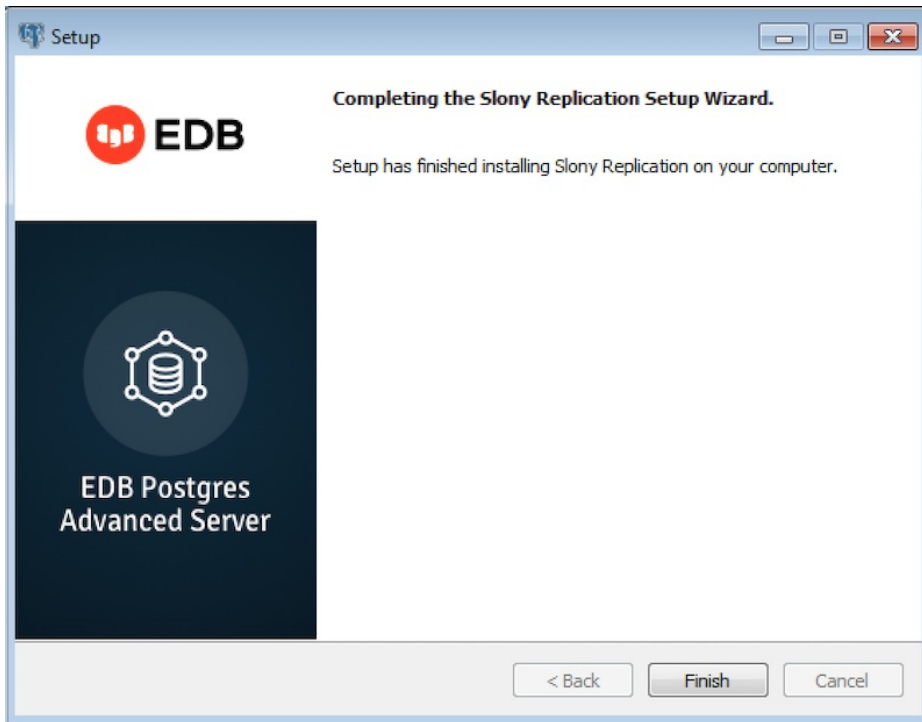 Setup
EDB
Completing the Slony Replication Setup Wizard.
Setup has finished installing Slony Replication on your computer.
EDB Postgres
Advanced Server
< Back
Finish
Cancel